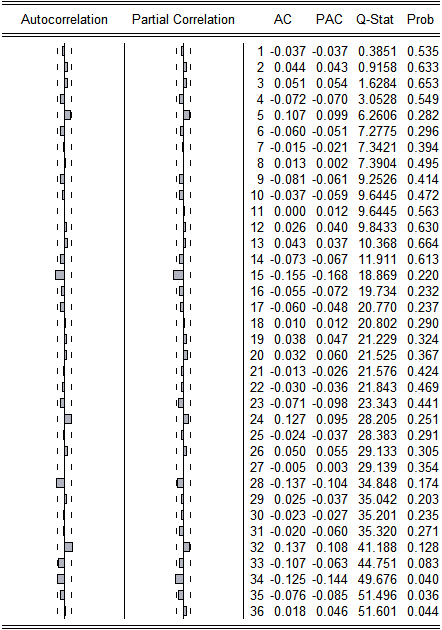 Autocorrelation Partial Correlation AC PAC Q-Stat Prob
1 -0.037 -0.037 0.3851 0.535
2 0.044 0.043 0.9158 0.633
3 0.051 0.054 1.6284 0.653
4 -0.072 -0.070 3.0528 0.549
5 0.107 0.099 6.2606 0.282
6 -0.060 -0.051 7.2775 0.296
7 -0.015 -0.021 7.3421 0.394
8 0.013 0.002 7.3904 0.495
9 -0.081 -0.061 9.2526 0.414
10 -0.037 -0.059 9.6445 0.472
11 0.000 0.012 9.6445 0.563
12 0.026 0.040 9.8433 0.630
13 0.043 0.037 10.368 0.664
14 -0.073 -0.067 11.911 0.613
15 -0.155 -0.168 18.869 0.220
16 -0.055 -0.072 19.734 0.232
17 -0.060 -0.048 20.770 0.237
18 0.010 0.012 20.802 0.290
19 0.038 0.047 21.229 0.324
20 0.032 0.060 21.525 0.367
21 -0.013 -0.026 21.576 0.424
22 -0.030 -0.036 21.843 0.469
23 -0.071 -0.098 23.343 0.441
24 0.127 0.095 28.205 0.251
25 -0.024 -0.037 28.383 0.291
26 0.050 0.055 29.133 0.305
27 -0.005 0.003 29.139 0.354
28 -0.137 -0.104 34.848 0.174
29 0.025 -0.037 35.042 0.203
30 -0.023 -0.027 35.201 0.235
31 -0.020 -0.060 35.320 0.271
32 0.137 0.108 41.188 0.128
33 -0.107 -0.063 44.751 0.083
34 -0.125 -0.144 49.676 0.040
35 -0.076 -0.085 51.496 0.036
36 0.018 0.046 51.601 0.044